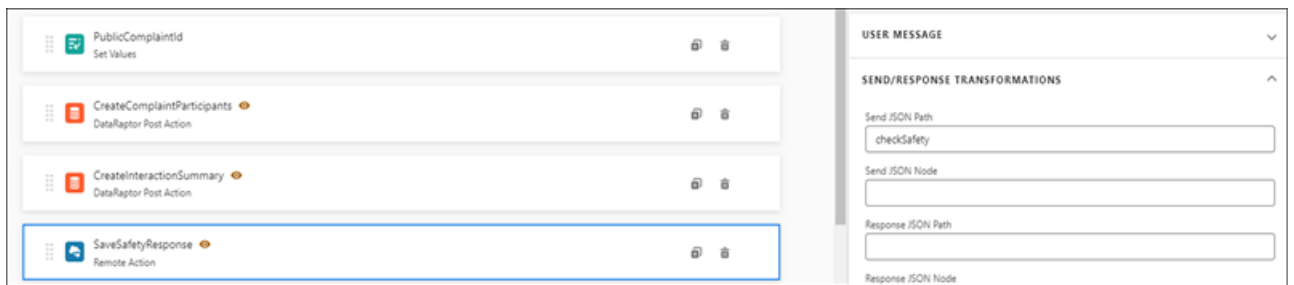 PublicComplaintId
Set Values
CreateComplaintParticipants
DataRaptor Post Action
CreateInteractionSummary
DataRaptor Post Action
SaveSafetyResponse
Remote Action
USER MESSAGE
SEND/RESPONSE TRANSFORMATIONS
Send JSON Path
checkSafety
Send JSON Node
Response JSON Path
Response JSON Node